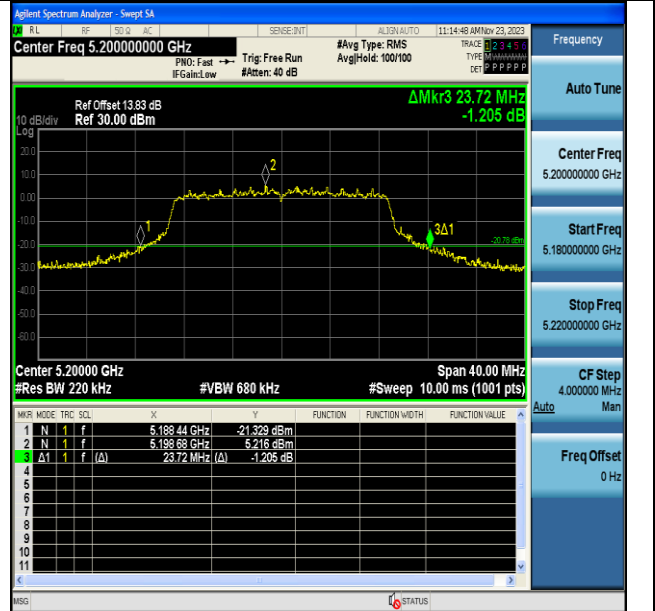 Agilent Spectrum Analyzer - Swept SA
RL RF 50 Ω AC SENSE:INT ALIGN AUTO 11:14:48 AM Nov 23, 2023
Center Freq 5.200000000 GHz
PNO: Fast
IFGain:Low
Trig: Free Run
#Atten: 40 dB
#Avg Type: RMS
Avg|Hold: 100/100
TRACE 1 2 3 4 5 6
TYPE M
DET P P P P P P
Ref Offset 13.83 dB
Ref 30.00 dBm
10 dB/div
Log
ΔMkr3 23.72 MHz
-1.205 dB
20.0
10.0
0.00
-10.0
-20.0
-30.0
-40.0
-50.0
-60.0
1
2
3Δ1
-20.78 dBm
Center 5.20000 GHz Span 40.00 MHz
#Res BW 220 kHz #VBW 680 kHz #Sweep 10.00 ms (1001 pts)
MKR MODE TRC SCL X Y FUNCTION FUNCTION WIDTH FUNCTION VALUE
1 N 1 f 5.188 44 GHz -21.329 dBm
2 N 1 f 5.198 68 GHz 5.216 dBm
3 Δ1 1 f (Δ) 23.72 MHz (Δ) -1.205 dB
4
5
6
7
8
9
10
11
MSG STATUS
Frequency
Auto Tune
Center Freq
5.200000000 GHz
Start Freq
5.180000000 GHz
Stop Freq
5.220000000 GHz
CF Step
4.000000 MHz
Auto Man
Freq Offset
0 Hz